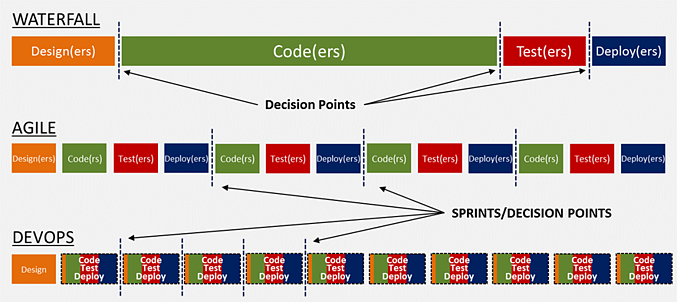 WATERFALL
Design(ers) Code(ers) Test(ers) Deploy(ers)
Decision Points
AGILE
Design(ers) Code(rs) Test(ers) Deploy(ers) Code(rs) Test(ers) Deploy(ers) Code(rs) Test(ers) Deploy(ers) Code(rs) Test(ers) Deploy(ers)
SPRINTS/DECISION POINTS
DEVOPS
Design
Code
Test
Deploy
Code
Test
Deploy
Code
Test
Deploy
Code
Test
Deploy
Code
Test
Deploy
Code
Test
Deploy
Code
Test
Deploy
Code
Test
Deploy
Code
Test
Deploy
Code
Test
Deploy